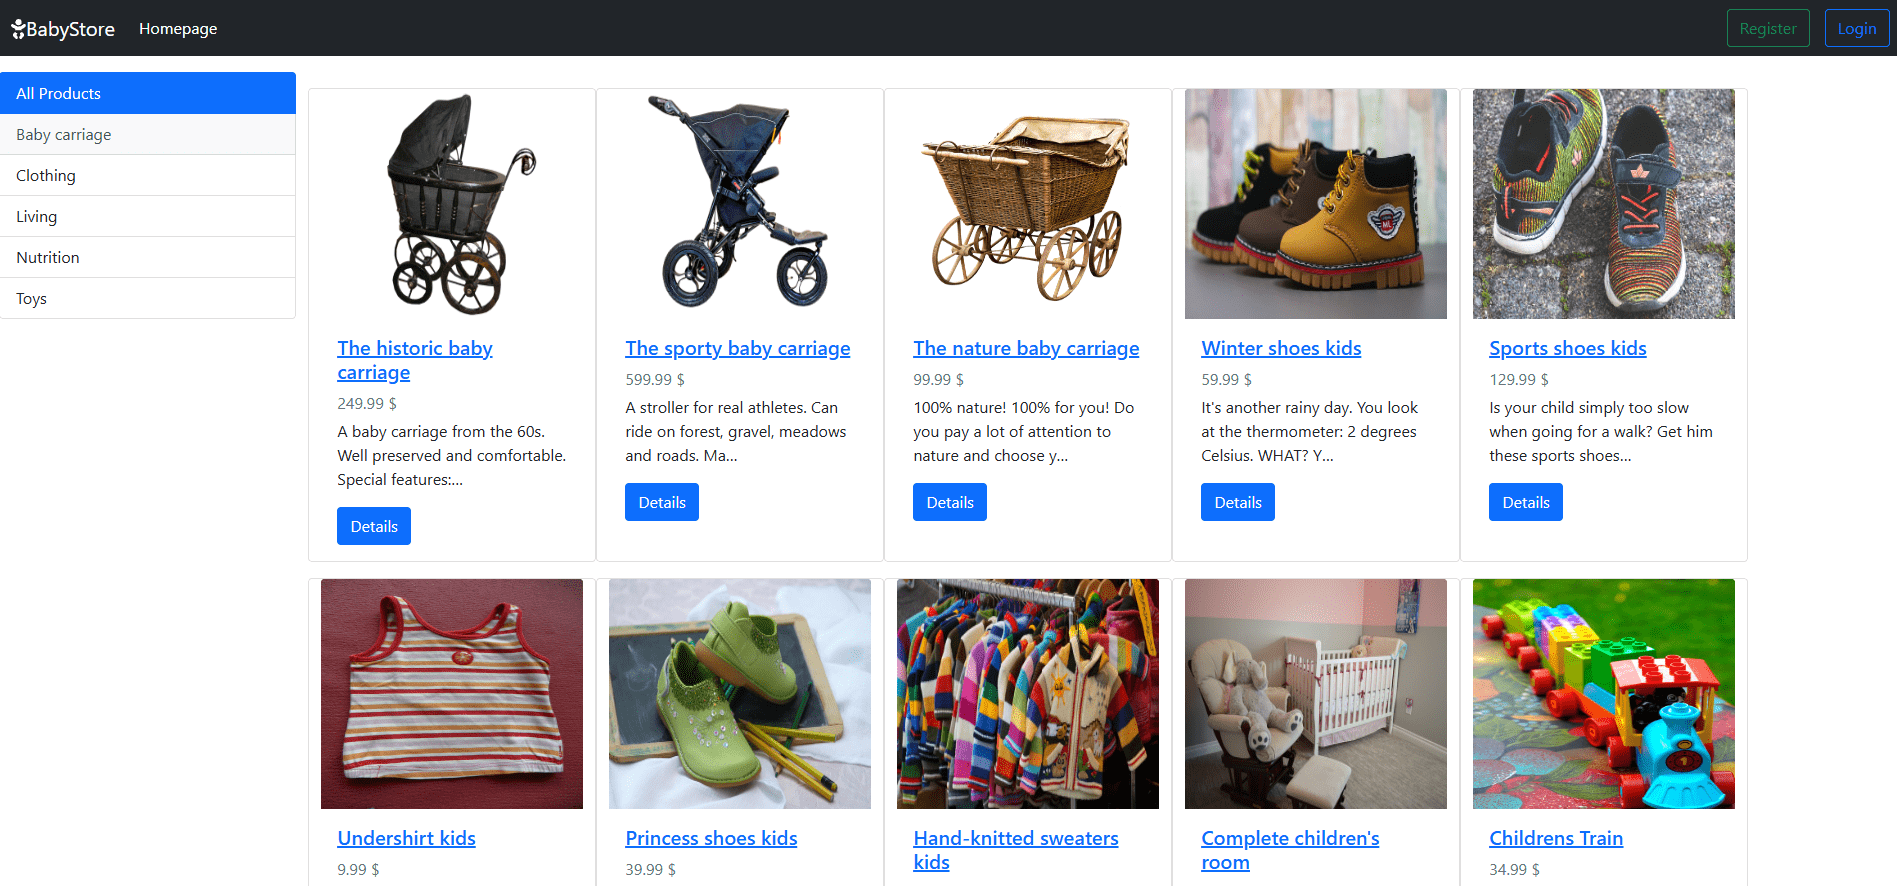 BabyStore
Homepage
Register
Login
All Products
Baby carriage
Clothing
Living
Nutrition
Toys
The historic baby
carriage
249.99 $
A baby carriage from the 60s.
Well preserved and comfortable.
Special features:...
Details
The sporty baby carriage
599.99 $
A stroller for real athletes. Can
ride on forest, gravel, meadows
and roads. Ma...
Details
The nature baby carriage
99.99 $
100% nature! 100% for you! Do
you pay a lot of attention to
nature and choose y...
Details
Winter shoes kids
59.99 $
It's another rainy day. You look
at the thermometer: 2 degrees
Celsius. WHAT? Y...
Details
Sports shoes kids
129.99 $
Is your child simply too slow
when going for a walk? Get him
these sports shoes...
Details
Undershirt kids
9.99 $
Princess shoes kids
39.99 $
Hand-knitted sweaters
kids
Complete children's
room
1
Childrens Train
34.99 $